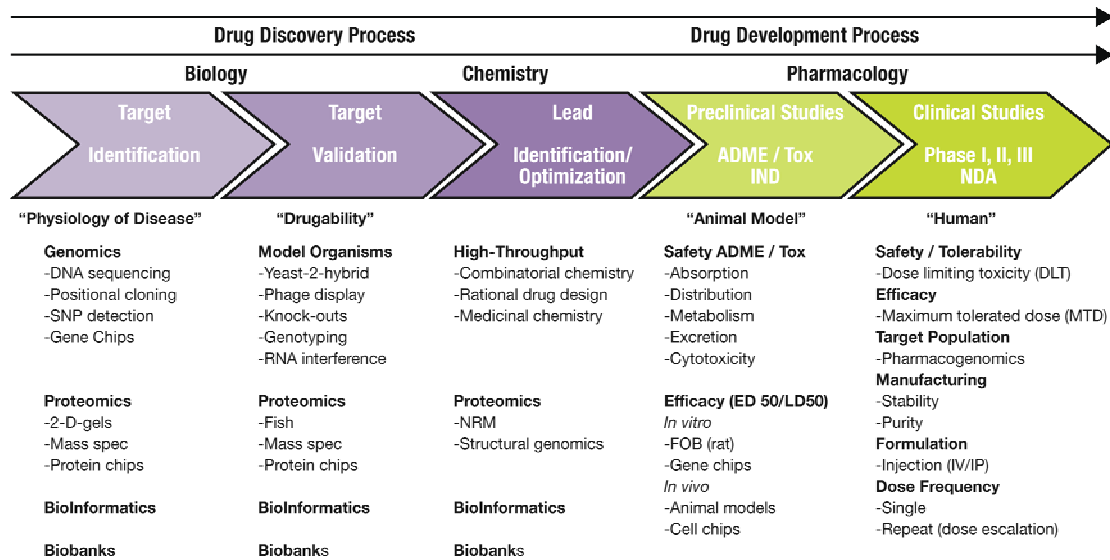 Drug Discovery Process
Drug Development Process
Biology
Chemistry
Pharmacology
Target
Identification
Target
Validation
Lead
Identification/
Optimization
Preclinical Studies
ADME / Tox
IND
Clinical Studies
Phase I, II, III
NDA
“Physiology of Disease”
Genomics
-DNA sequencing
-Positional cloning
-SNP detection
-Gene Chips
Proteomics
-2-D-gels
-Mass spec
-Protein chips
BioInformatics
Biobanks
“Drugability”
Model Organisms
-Yeast-2-hybrid
-Phage display
-Knock-outs
-Genotyping
-RNA interference
Proteomics
-Fish
-Mass spec
-Protein chips
BioInformatics
Biobanks
High-Throughput
-Combinatorial chemistry
-Rational drug design
-Medicinal chemistry
Proteomics
-NRM
-Structural genomics
BioInformatics
Biobanks
“Animal Model”
Safety ADME / Tox
-Absorption
-Distribution
-Metabolism
-Excretion
-Cytotoxicity
Efficacy (ED 50/LD50)
In vitro
-FOB (rat)
-Gene chips
In vivo
-Animal models
-Cell chips
“Human”
Safety / Tolerability
-Dose limiting toxicity (DLT)
Efficacy
-Maximum tolerated dose (MTD)
Target Population
-Pharmacogenomics
Manufacturing
-Stability
-Purity
Formulation
-Injection (IV/IP)
Dose Frequency
-Single
-Repeat (dose escalation)